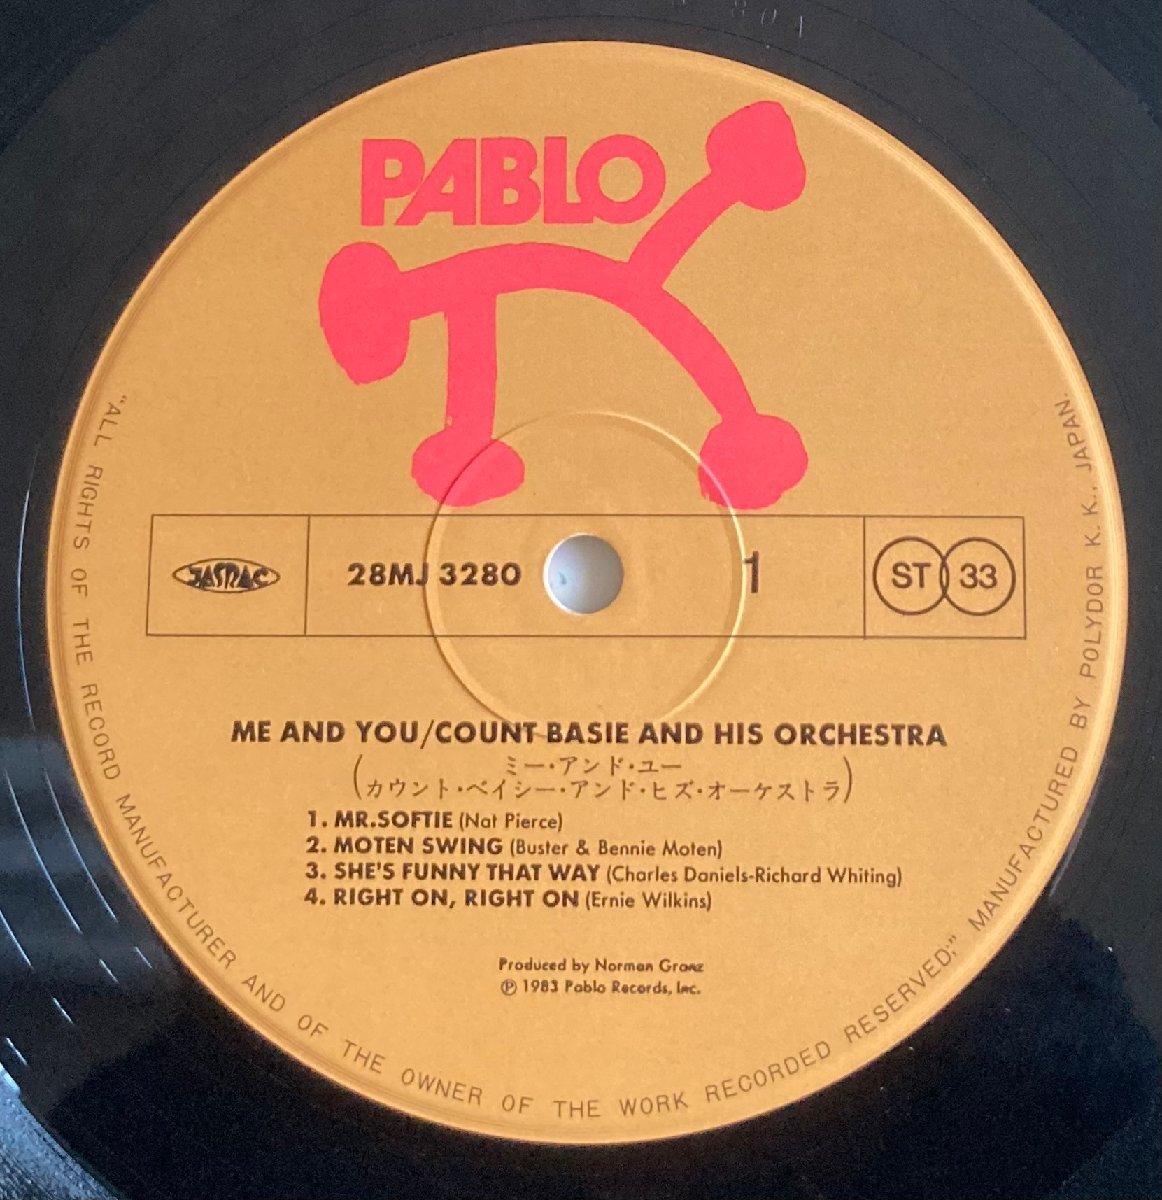 PABLO
JASRAC
28MJ 3280
1
ST 33
ME AND YOU/COUNT BASIE AND HIS ORCHESTRA
(ミー・アンド・ユー
カウント・ベイシー・アンド・ヒズ・オーケストラ)
1. MR.SOFTIE (Nat Pierce)
2. MOTEN SWING (Buster & Bennie Moten)
3. SHE'S FUNNY THAT WAY (Charles Daniels-Richard Whiting)
4. RIGHT ON, RIGHT ON (Ernie Wilkins)
Produced by Norman Granz
℗ 1983 Pablo Records, Inc.
"ALL RIGHTS OF THE RECORD MANUFACTURER AND OF THE OWNER OF THE WORK RECORDED RESERVED;" MANUFACTURED BY POLYDOR K. K., JAPAN.